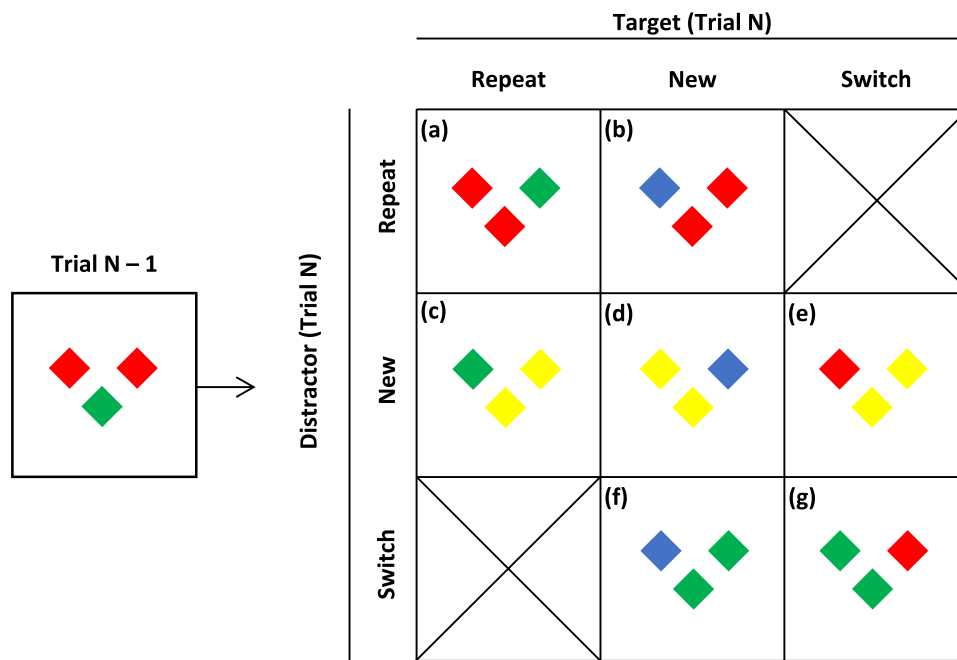 Target (Trial N)
Repeat New Switch
Trial N – 1
Distractor (Trial N)
Repeat
(a) (b)
New
(c) (d) (e)
Switch
(f) (g)